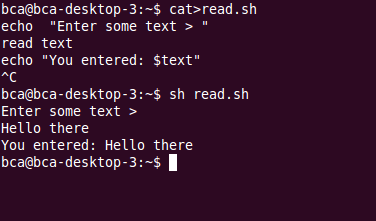 bca@bca-desktop-3:~$ cat>read.sh
echo  "Enter some text > "
read text
echo "You entered: $text"
^C
bca@bca-desktop-3:~$ sh read.sh
Enter some text >
Hello there
You entered: Hello there
bca@bca-desktop-3:~$